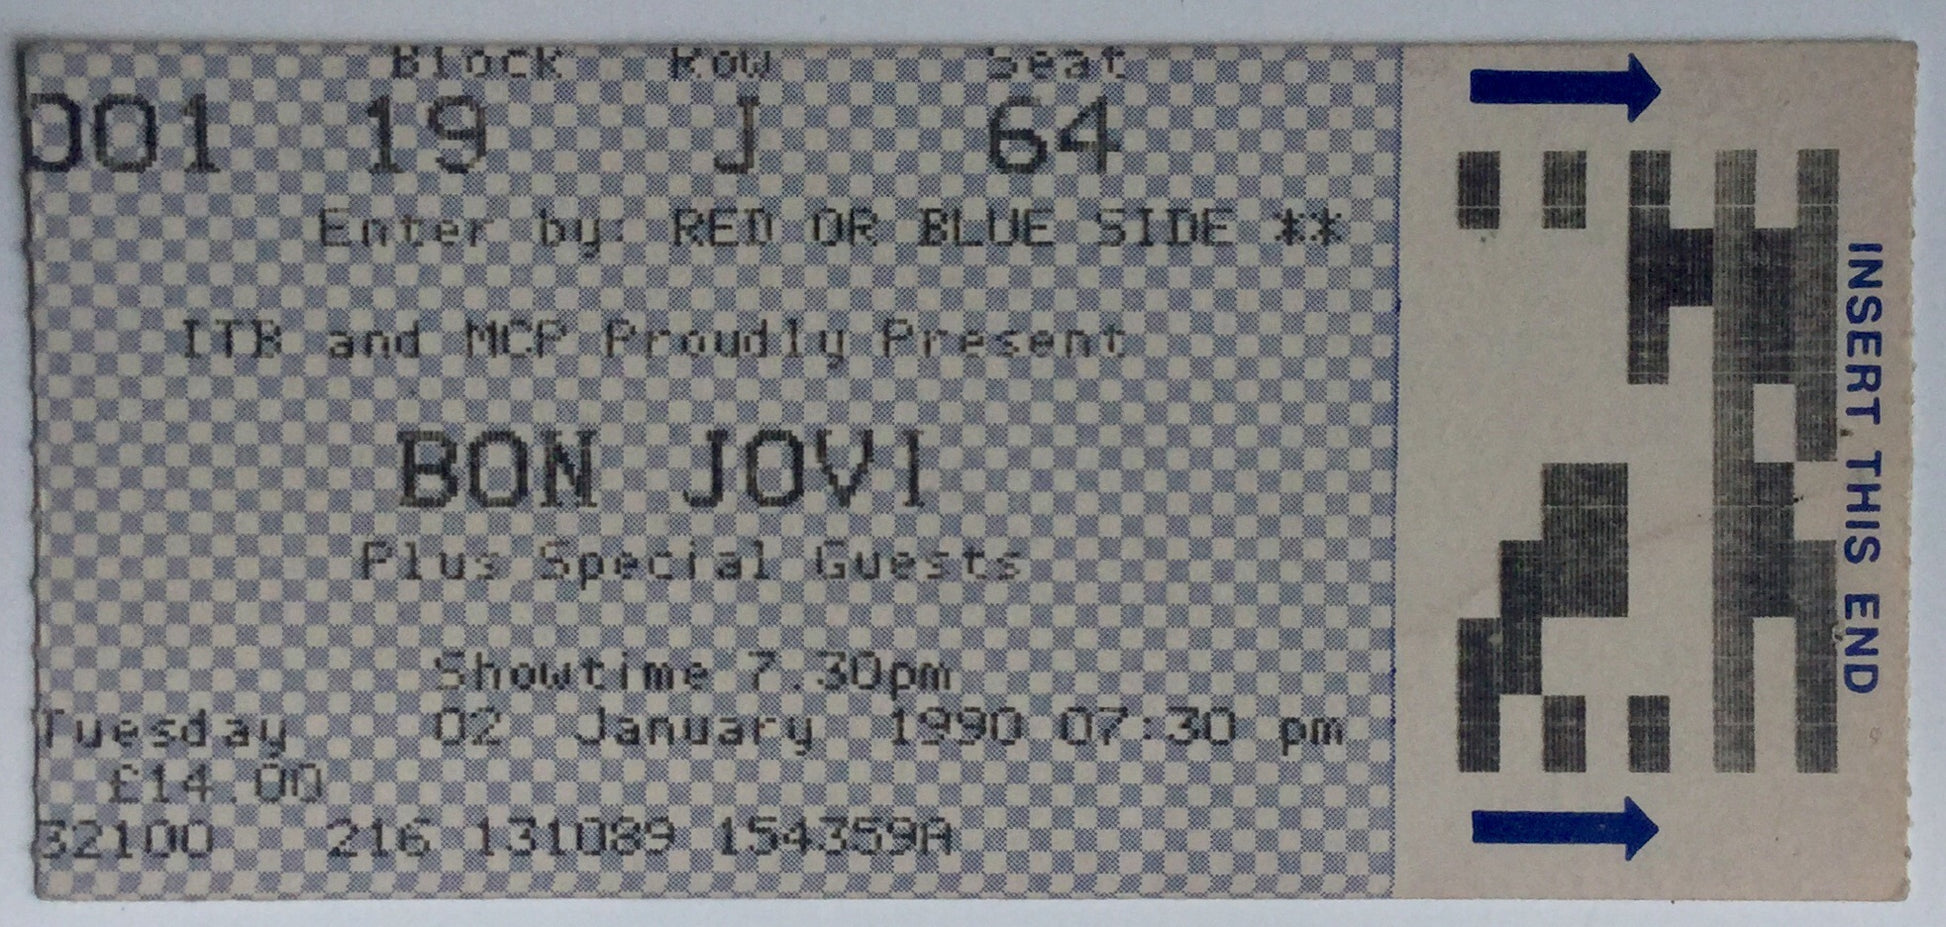 Block Row Seat
001 19 J 64
Enter by: RED OR BLUE SIDE **
ITB and MCP Proudly Present
BON JOVI
Plus Special Guests
Showtime 7.30pm
Tuesday 02 January 1990 07:30 pm
£14.00
32100 216 131089 154359A
INSERT THIS END